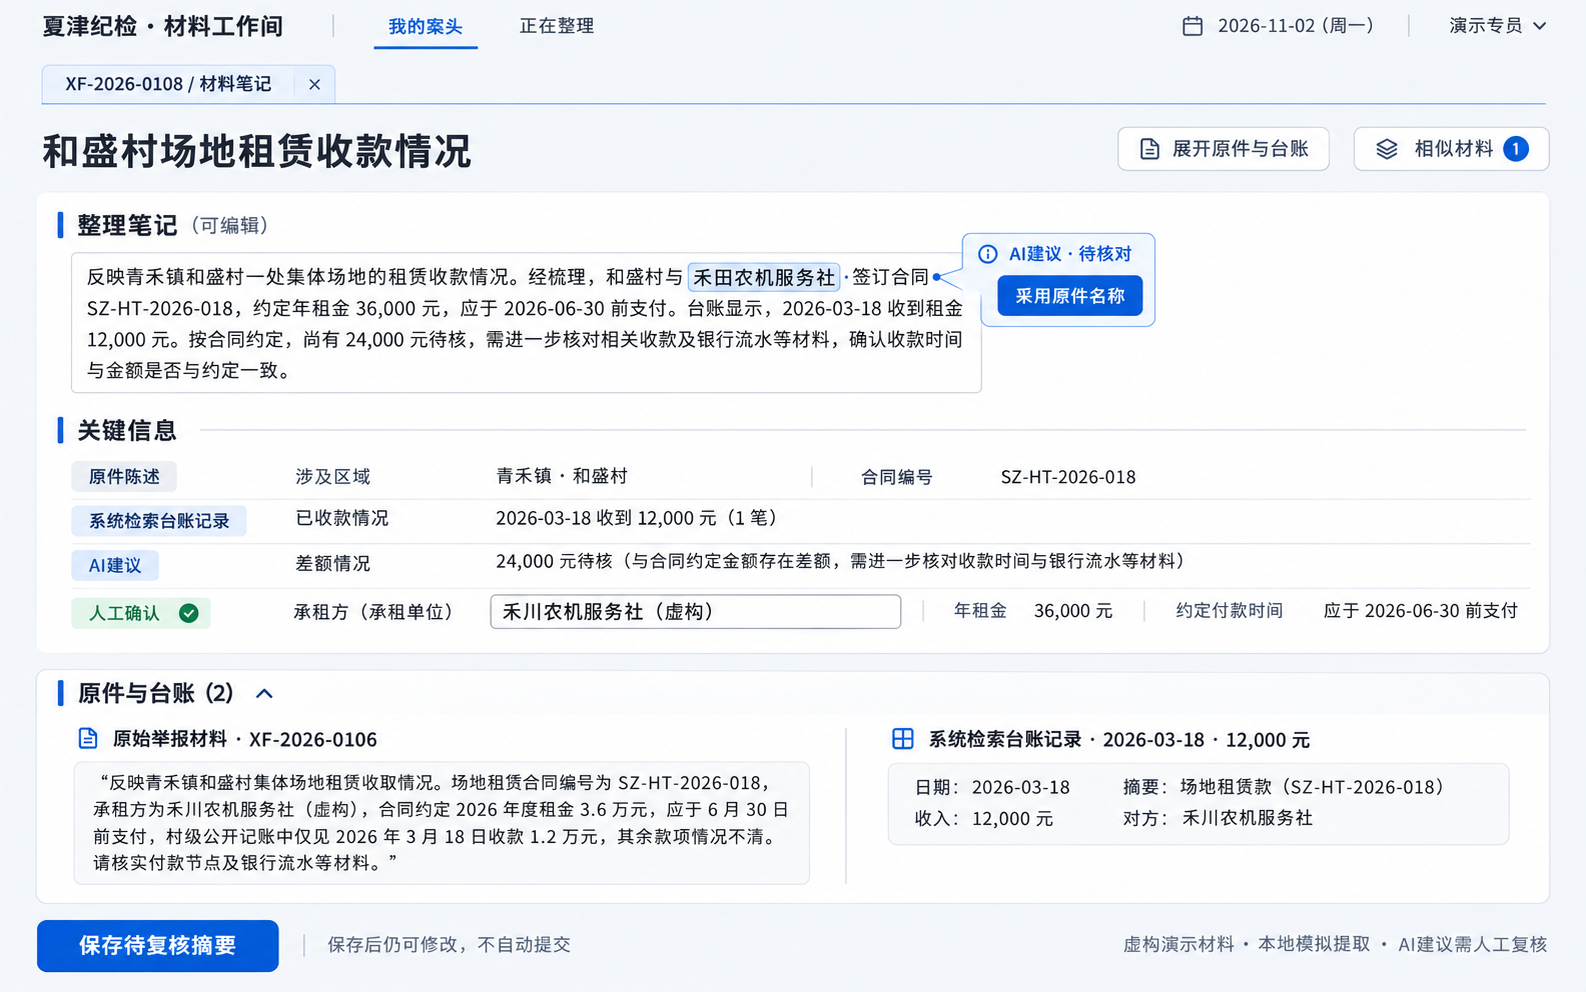 夏津纪检·材料工作间
我的案头
正在整理
2026-11-02（周一）
演示专员
XF-2026-0108 / 材料笔记 ×
和盛村场地租赁收款情况
展开原件与台账
相似材料 1
整理笔记（可编辑）
反映青禾镇和盛村一处集体场地的租赁收款情况。经梳理，和盛村与 禾田农机服务社·签订合同
SZ-HT-2026-018，约定年租金 36,000 元，应于 2026-06-30 前支付。台账显示，2026-03-18 收到租金
12,000 元。按合同约定，尚有 24,000 元待核，需进一步核对相关收款及银行流水等材料，确认收款时间
与金额是否与约定一致。
AI建议·待核对
采用原件名称
关键信息
原件陈述 涉及区域 青禾镇·和盛村 合同编号 SZ-HT-2026-018
系统检索台账记录 已收款情况 2026-03-18 收到 12,000 元（1 笔）
AI建议 差额情况 24,000 元待核（与合同约定金额存在差额，需进一步核对收款时间与银行流水等材料）
人工确认 承租方（承租单位） 禾川农机服务社（虚构） 年租金 36,000 元 约定付款时间 应于 2026-06-30 前支付
原件与台账（2）
原始举报材料·XF-2026-0106
“反映青禾镇和盛村集体场地租赁收取情况。场地租赁合同编号为 SZ-HT-2026-018，
承租方为禾川农机服务社（虚构），合同约定 2026 年度租金 3.6 万元，应于 6 月 30 日
前支付，村级公开记账中仅见 2026 年 3 月 18 日收款 1.2 万元，其余款项情况不清。
请核实付款节点及银行流水等材料。”
系统检索台账记录·2026-03-18·12,000 元
日期：2026-03-18 摘要：场地租赁款（SZ-HT-2026-018）
收入：12,000 元 对方：禾川农机服务社
保存待复核摘要
保存后仍可修改，不自动提交
虚构演示材料·本地模拟提取·AI建议需人工复核